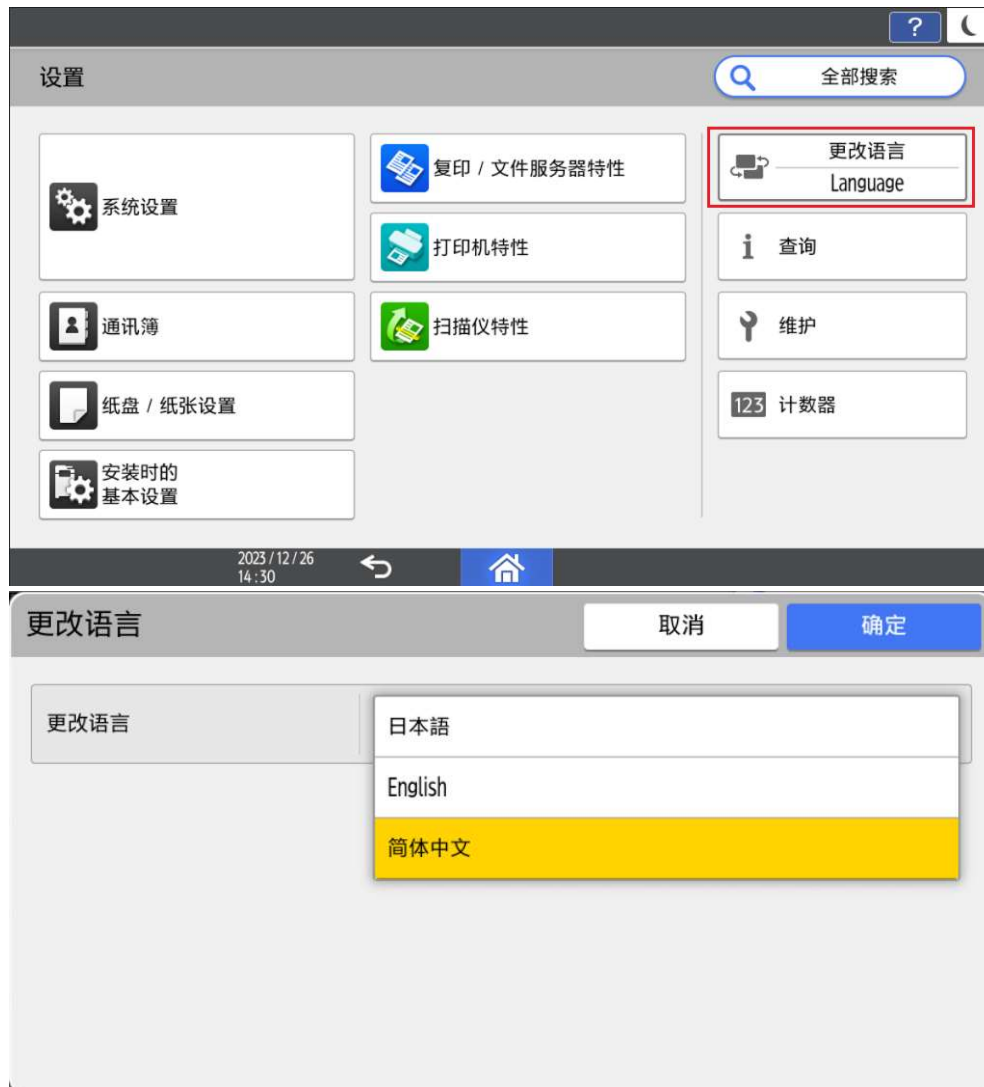 ?
设置
全部搜索
系统设置
复印 / 文件服务器特性
更改语言
Language
打印机特性
i 查询
通讯簿
扫描仪特性
维护
纸盘 / 纸张设置
123 计数器
安装时的
基本设置
2023 / 12 / 26
14 : 30
更改语言
取消
确定
更改语言
日本語
English
简体中文